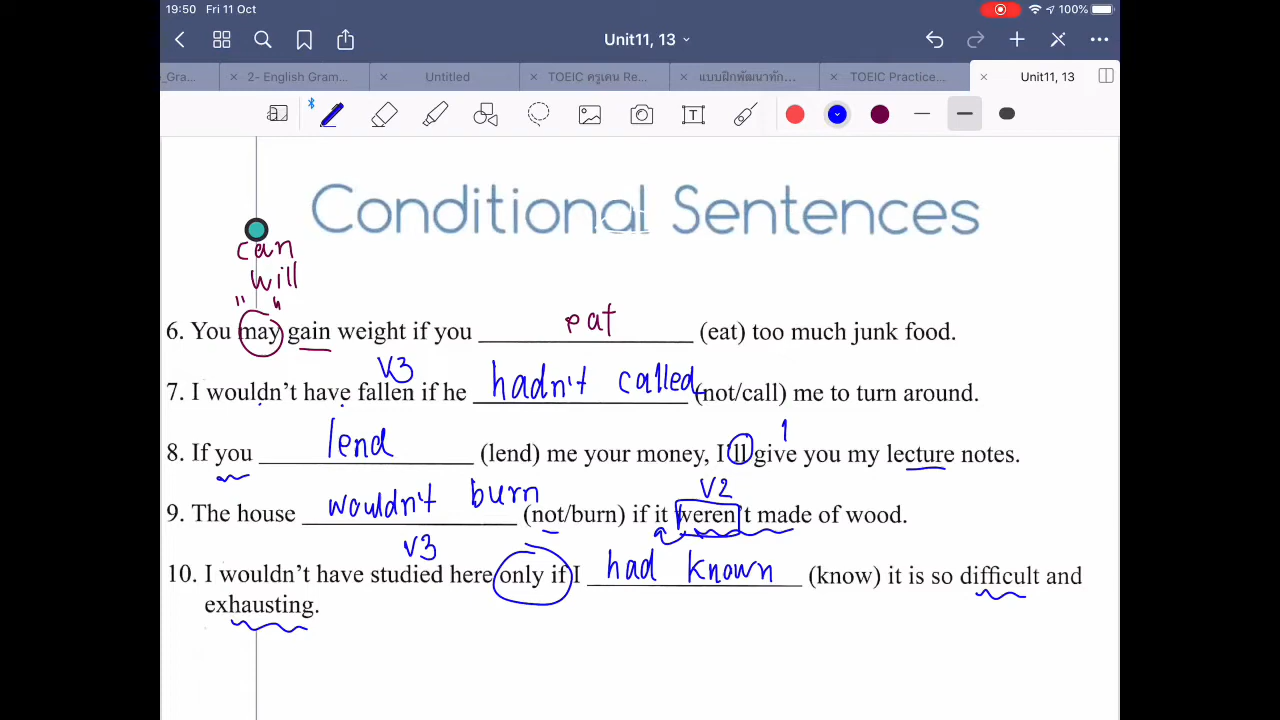 19:50 Fri 11 Oct 100%
Unit11, 13
_Gra... 2- English Gram... Untitled TOEIC ครูเดน Re... แบบฝึกพัฒนาทัก... TOEIC Practice... Unit11, 13
Conditional Sentences
can
will
6. You may gain weight if you eat (eat) too much junk food.
V3
7. I wouldn't have fallen if he hadn't called (not/call) me to turn around.
1
8. If you lend (lend) me your money, I'll give you my lecture notes.
V2
9. The house wouldn't burn (not/burn) if it weren't made of wood.
V3
10. I wouldn't have studied here only if I had known (know) it is so difficult and
exhausting.